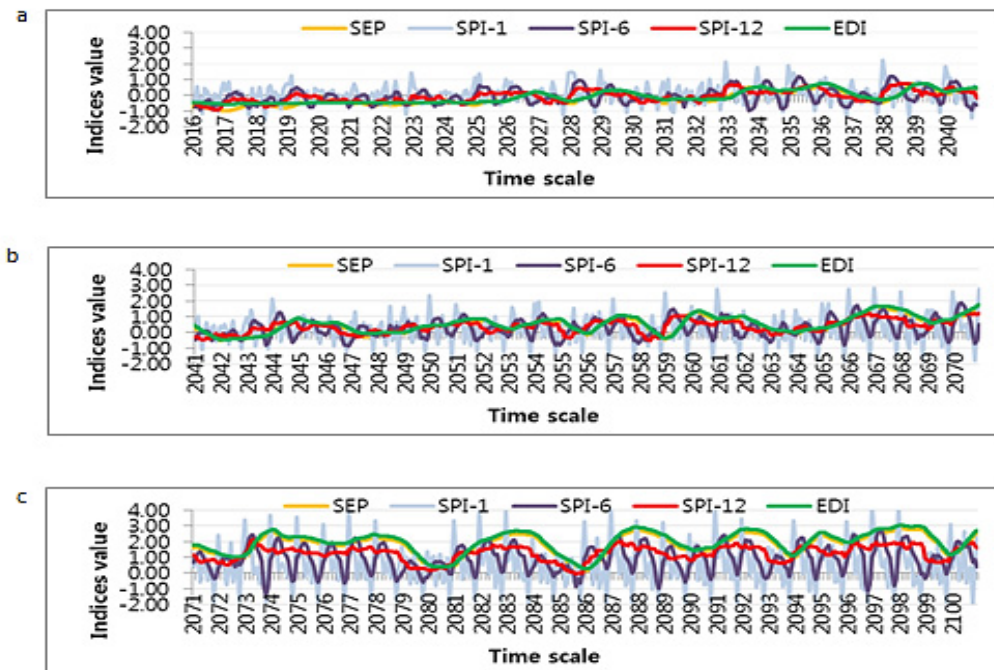 a
SEP SPI-1 SPI-6 SPI-12 EDI
Indices value
4.00
3.00
2.00
1.00
0.00
-1.00
-2.00
2016 2017 2018 2019 2020 2021 2022 2023 2024 2025 2026 2027 2028 2029 2030 2031 2032 2033 2034 2035 2036 2037 2038 2039 2040
Time scale
b
SEP SPI-1 SPI-6 SPI-12 EDI
Indices value
4.00
3.00
2.00
1.00
0.00
-1.00
-2.00
2041 2042 2043 2044 2045 2046 2047 2048 2049 2050 2051 2052 2053 2054 2055 2056 2057 2058 2059 2060 2061 2062 2063 2064 2065 2066 2067 2068 2069 2070
Time scale
c
SEP SPI-1 SPI-6 SPI-12 EDI
Indices value
4.00
3.00
2.00
1.00
0.00
-1.00
-2.00
2071 2072 2073 2074 2075 2076 2077 2078 2079 2080 2081 2082 2083 2084 2085 2086 2087 2088 2089 2090 2091 2092 2093 2094 2095 2096 2097 2098 2099 2100
Time scale